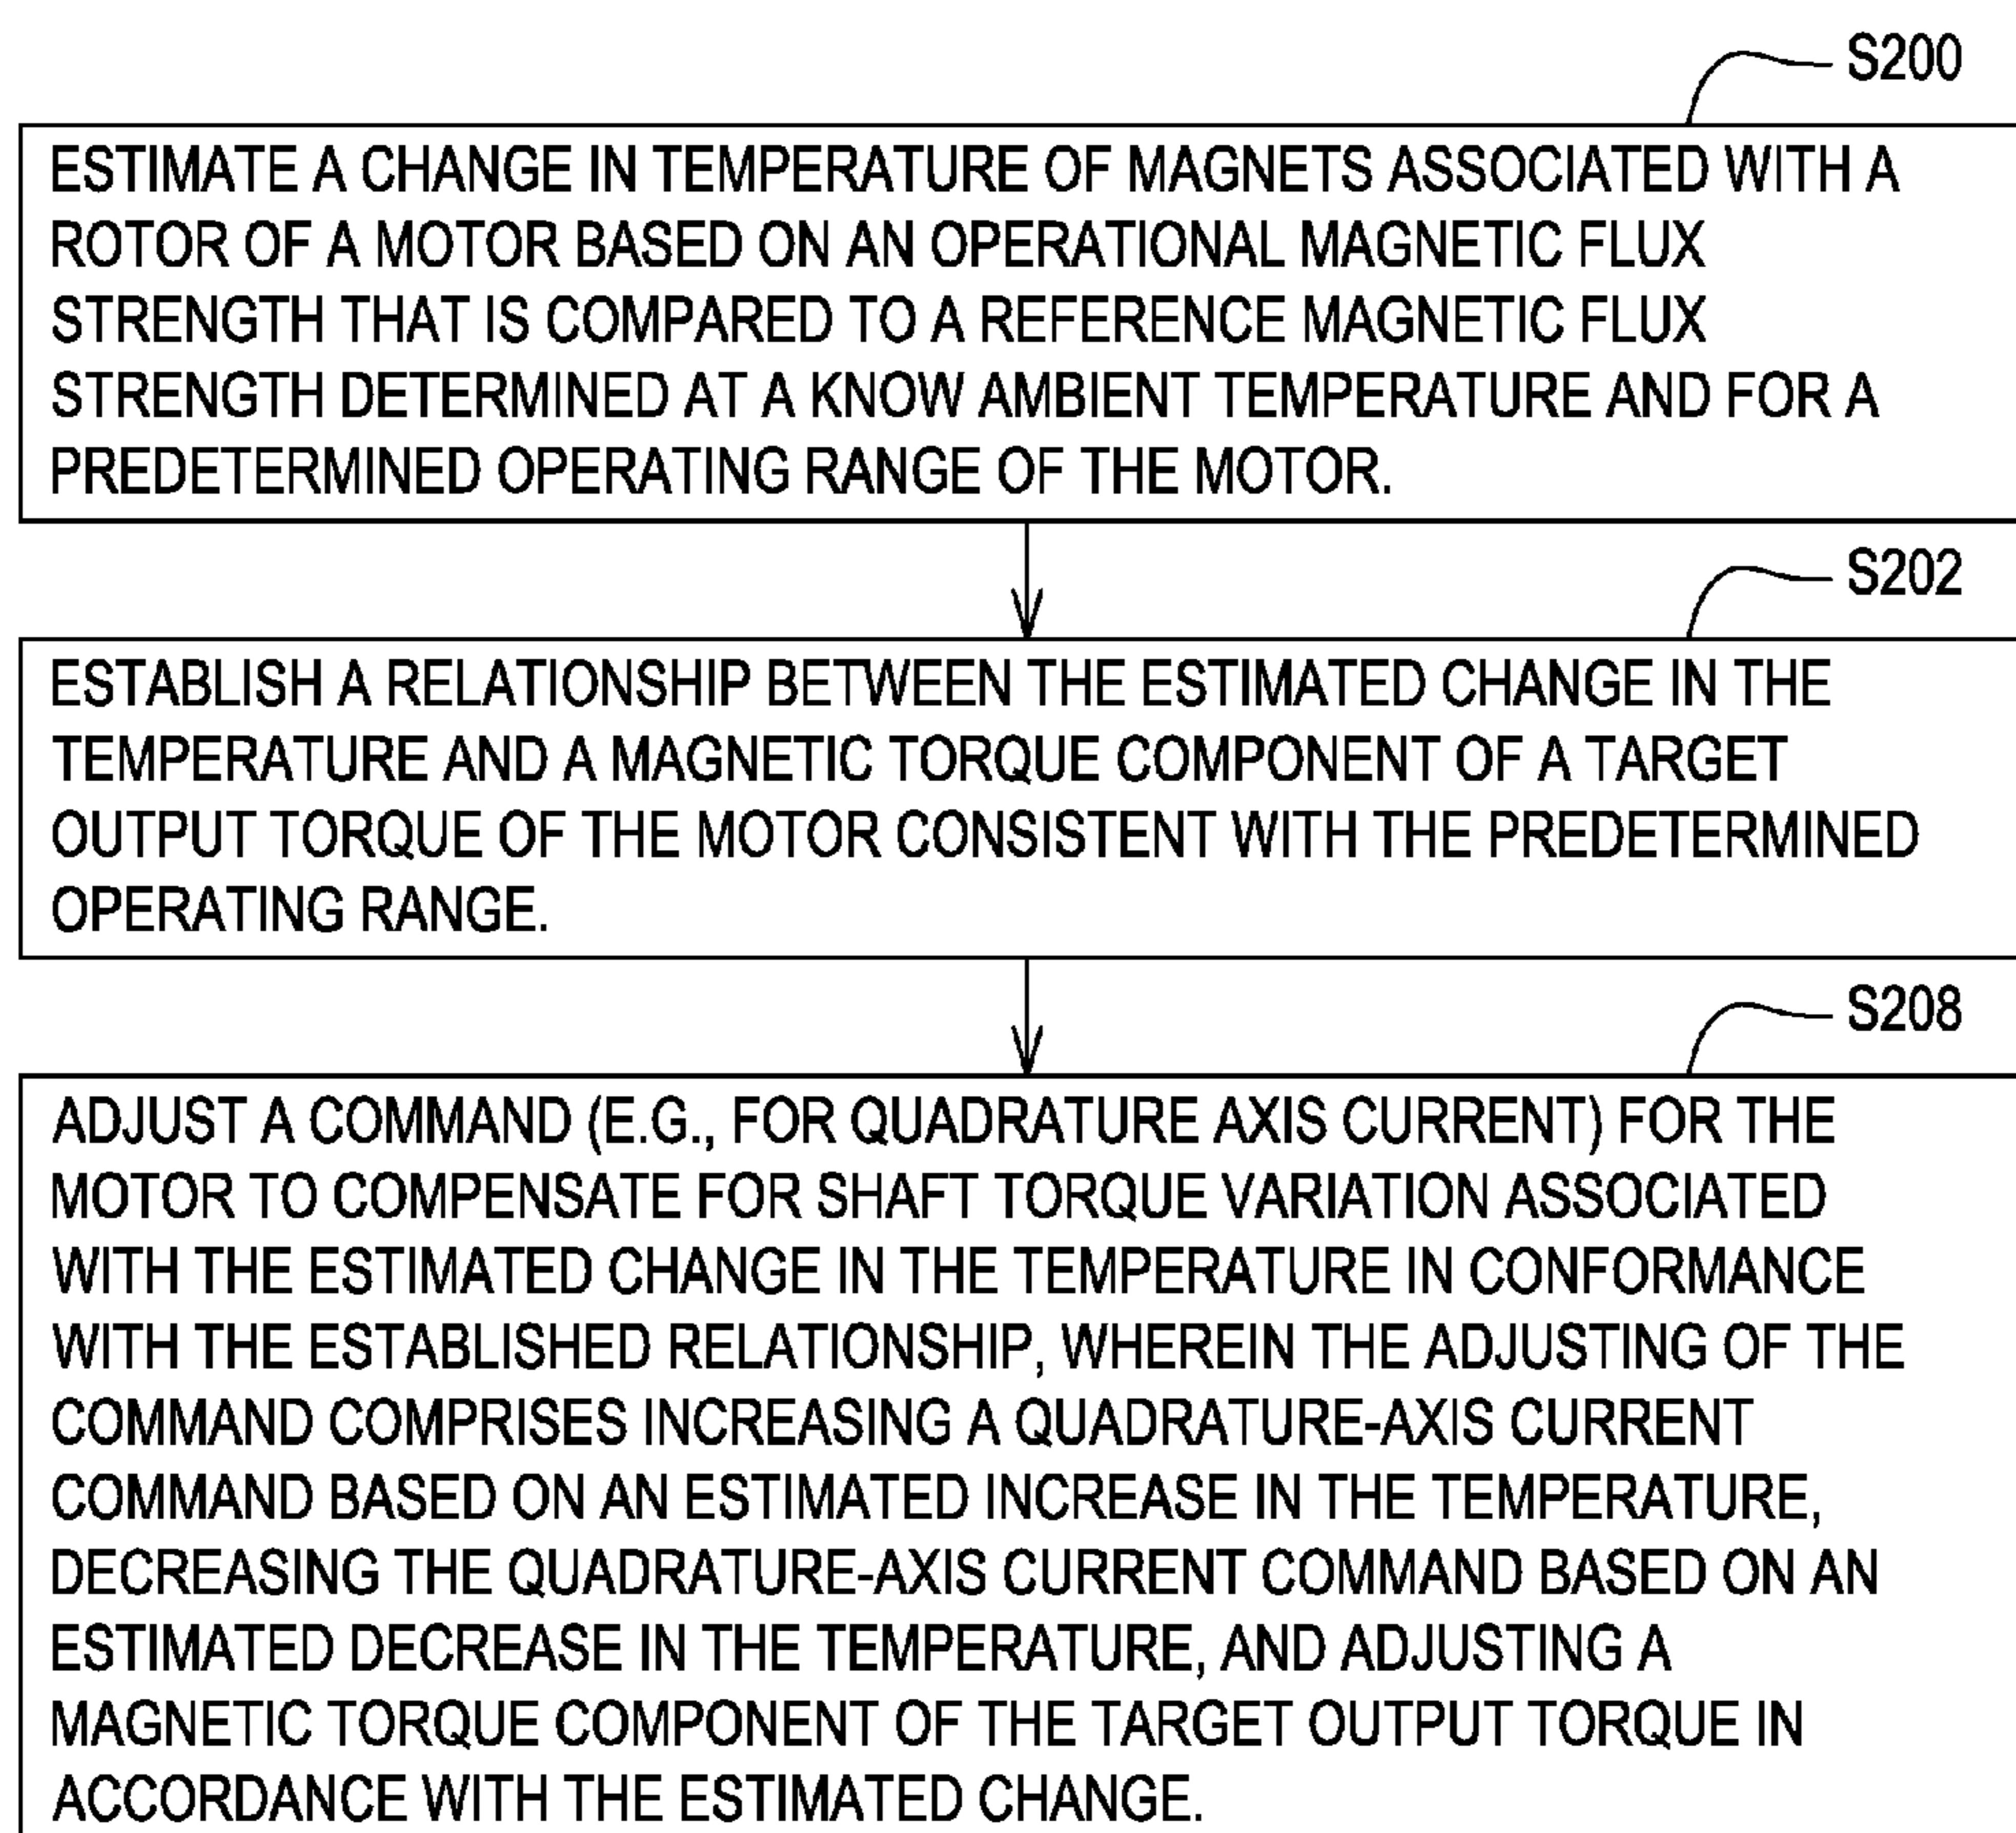 S200
ESTIMATE A CHANGE IN TEMPERATURE OF MAGNETS ASSOCIATED WITH A
ROTOR OF A MOTOR BASED ON AN OPERATIONAL MAGNETIC FLUX
STRENGTH THAT IS COMPARED TO A REFERENCE MAGNETIC FLUX
STRENGTH DETERMINED AT A KNOW AMBIENT TEMPERATURE AND FOR A
PREDETERMINED OPERATING RANGE OF THE MOTOR.
S202
ESTABLISH A RELATIONSHIP BETWEEN THE ESTIMATED CHANGE IN THE
TEMPERATURE AND A MAGNETIC TORQUE COMPONENT OF A TARGET
OUTPUT TORQUE OF THE MOTOR CONSISTENT WITH THE PREDETERMINED
OPERATING RANGE.
S208
ADJUST A COMMAND (E.G., FOR QUADRATURE AXIS CURRENT) FOR THE
MOTOR TO COMPENSATE FOR SHAFT TORQUE VARIATION ASSOCIATED
WITH THE ESTIMATED CHANGE IN THE TEMPERATURE IN CONFORMANCE
WITH THE ESTABLISHED RELATIONSHIP, WHEREIN THE ADJUSTING OF THE
COMMAND COMPRISES INCREASING A QUADRATURE-AXIS CURRENT
COMMAND BASED ON AN ESTIMATED INCREASE IN THE TEMPERATURE,
DECREASING THE QUADRATURE-AXIS CURRENT COMMAND BASED ON AN
ESTIMATED DECREASE IN THE TEMPERATURE, AND ADJUSTING A
MAGNETIC TORQUE COMPONENT OF THE TARGET OUTPUT TORQUE IN
ACCORDANCE WITH THE ESTIMATED CHANGE.